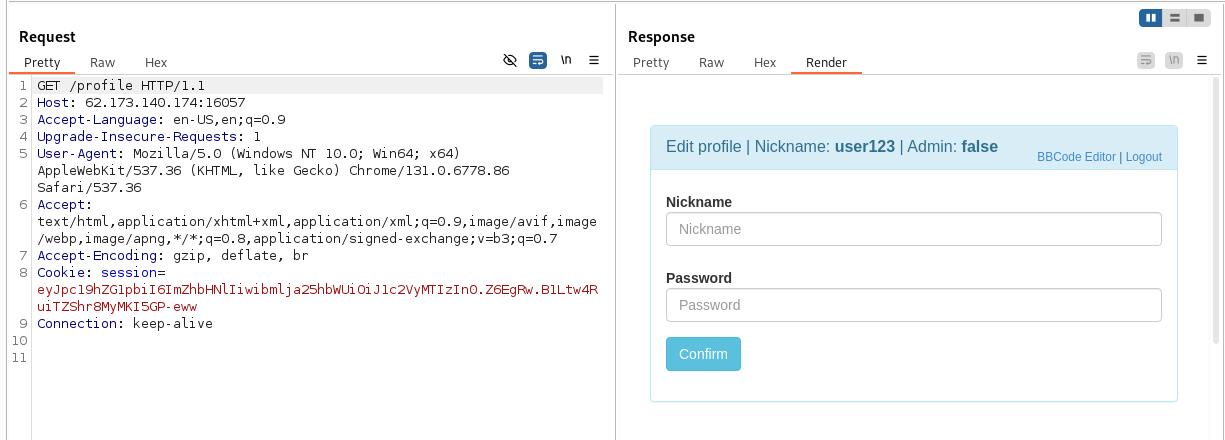 Request
Pretty Raw Hex \n
1 GET /profile HTTP/1.1
2 Host: 62.173.140.174:16057
3 Accept-Language: en-US,en;q=0.9
4 Upgrade-Insecure-Requests: 1
5 User-Agent: Mozilla/5.0 (Windows NT 10.0; Win64; x64)
AppleWebKit/537.36 (KHTML, like Gecko) Chrome/131.0.6778.86
Safari/537.36
6 Accept:
text/html,application/xhtml+xml,application/xml;q=0.9,image/avif,image
/webp,image/apng,*/*;q=0.8,application/signed-exchange;v=b3;q=0.7
7 Accept-Encoding: gzip, deflate, br
8 Cookie: session=
eyJpc19hZG1pbiI6ImZhbHNlIiwibmlja25hbWUiOiJ1c2VyMTIzIn0.Z6EgRw.B1Ltw4R
uiTZShr8MyMKI5GP-eww
9 Connection: keep-alive
10
11
Response
Pretty Raw Hex Render \n
Edit profile | Nickname: user123 | Admin: false
BBCode Editor | Logout
Nickname
Nickname
Password
Password
Confirm